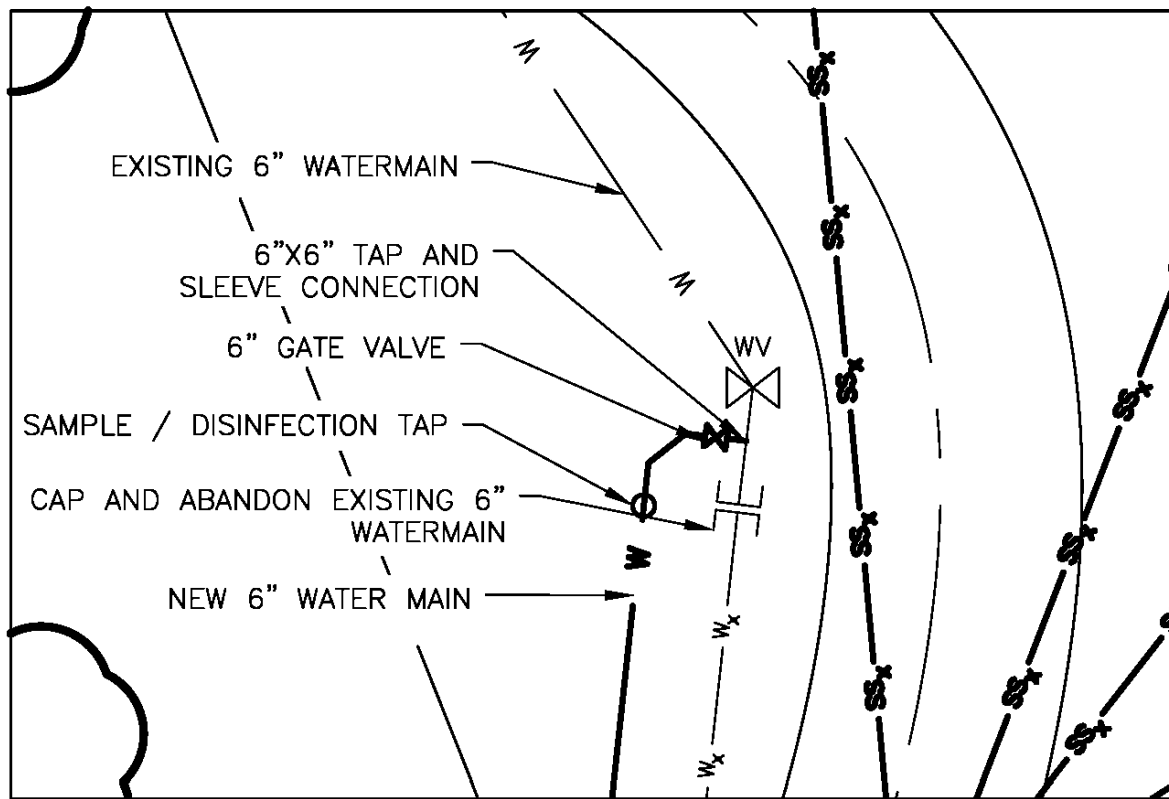 EXISTING 6" WATERMAIN
6"X6" TAP AND
SLEEVE CONNECTION
6" GATE VALVE
SAMPLE / DISINFECTION TAP
CAP AND ABANDON EXISTING 6"
WATERMAIN
NEW 6" WATER MAIN
W
W
WV
W
Wx
Wx
SSx
SSx
SSx
SSx
SSx
SSx
SSx
SSx
SSx